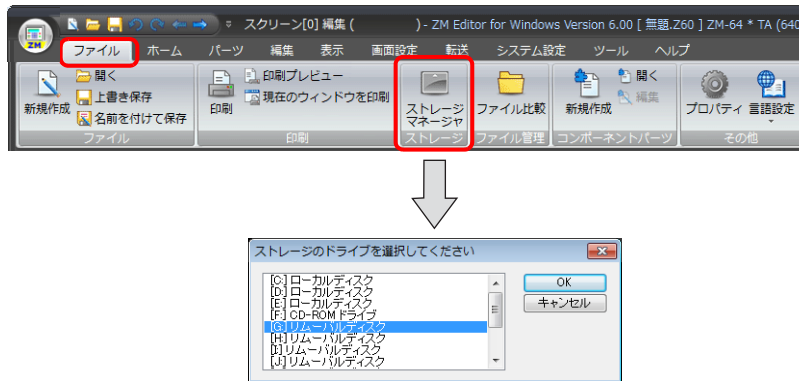 スクリーン[0] 編集 ( ) - ZM Editor for Windows Version 6.00 [ 無題.Z60 ] ZM-64 * TA (640
ZM
ファイル ホーム パーツ 編集 表示 画面設定 転送 システム設定 ツール ヘルプ
新規作成
開く
上書き保存
名前を付けて保存
ファイル
印刷
印刷プレビュー
現在のウィンドウを印刷
印刷
ストレージ
マネージャ
ストレージ
ファイル比較
ファイル管理
新規作成
開く
編集
コンポーネントパーツ
プロパティ
言語設定
その他
ストレージのドライブを選択してください
[C:] ローカルディスク
[D:] ローカルディスク
[E:] ローカルディスク
[F:] CD-ROM ドライブ
[G:] リムーバルディスク
[H:] リムーバルディスク
[I:] リムーバルディスク
[J:] リムーバルディスク
OK
キャンセル